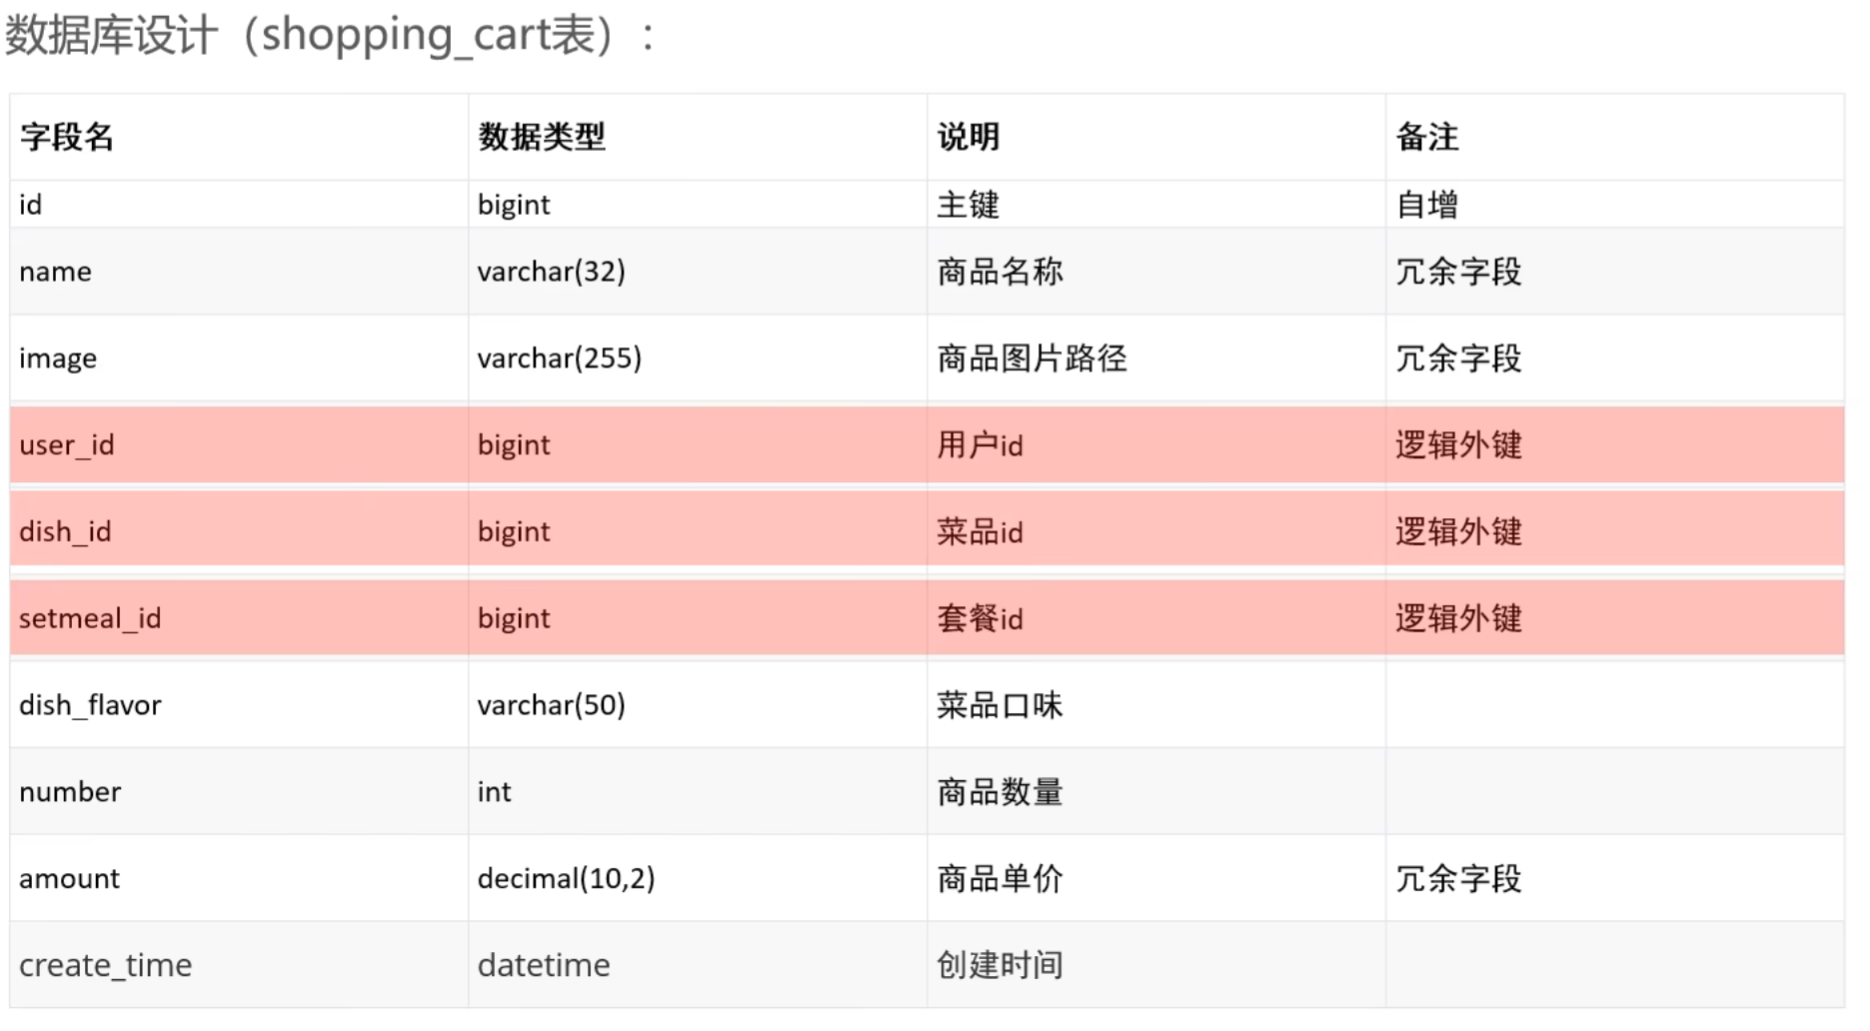 数据库设计（shopping_cart表）：
字段名 数据类型 说明 备注
id bigint 主键 自增
name varchar(32) 商品名称 冗余字段
image varchar(255) 商品图片路径 冗余字段
user_id bigint 用户id 逻辑外键
dish_id bigint 菜品id 逻辑外键
setmeal_id bigint 套餐id 逻辑外键
dish_flavor varchar(50) 菜品口味
number int 商品数量
amount decimal(10,2) 商品单价 冗余字段
create_time datetime 创建时间